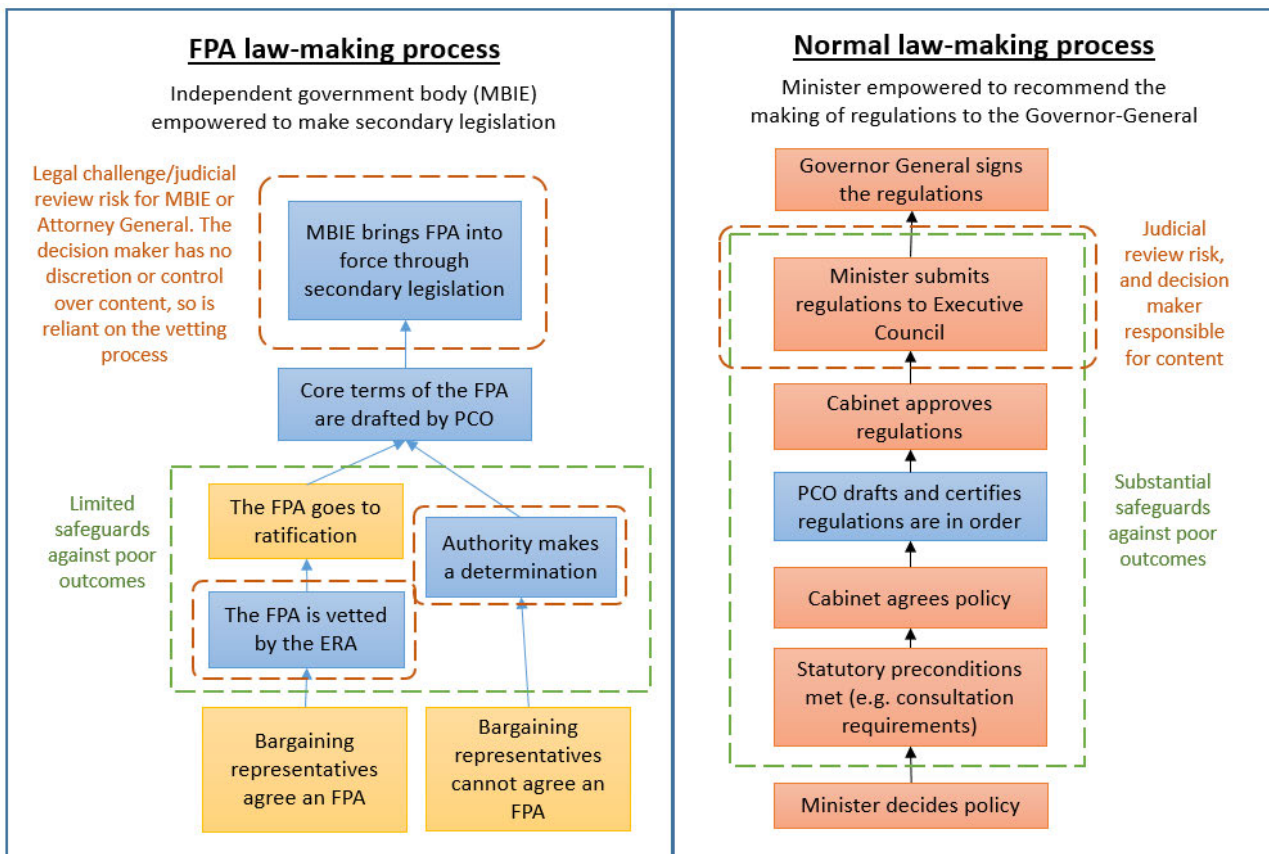 FPA law-making process
Independent government body (MBIE)
empowered to make secondary legislation
Legal challenge/judicial
review risk for MBIE or
Attorney General. The
decision maker has no
discretion or control
over content, so is
reliant on the vetting
process
MBIE brings FPA into
force through
secondary legislation
Core terms of the FPA
are drafted by PCO
Limited
safeguards
against poor
outcomes
The FPA goes to
ratification
Authority makes
a determination
The FPA is vetted
by the ERA
Bargaining
representatives
agree an FPA
Bargaining
representatives
cannot agree an
FPA
Normal law-making process
Minister empowered to recommend the
making of regulations to the Governor-General
Governor General signs
the regulations
Minister submits
regulations to Executive
Council
Judicial
review risk,
and decision
maker
responsible
for content
Cabinet approves
regulations
PCO drafts and certifies
regulations are in order
Substantial
safeguards
against poor
outcomes
Cabinet agrees policy
Statutory preconditions
met (e.g. consultation
requirements)
Minister decides policy